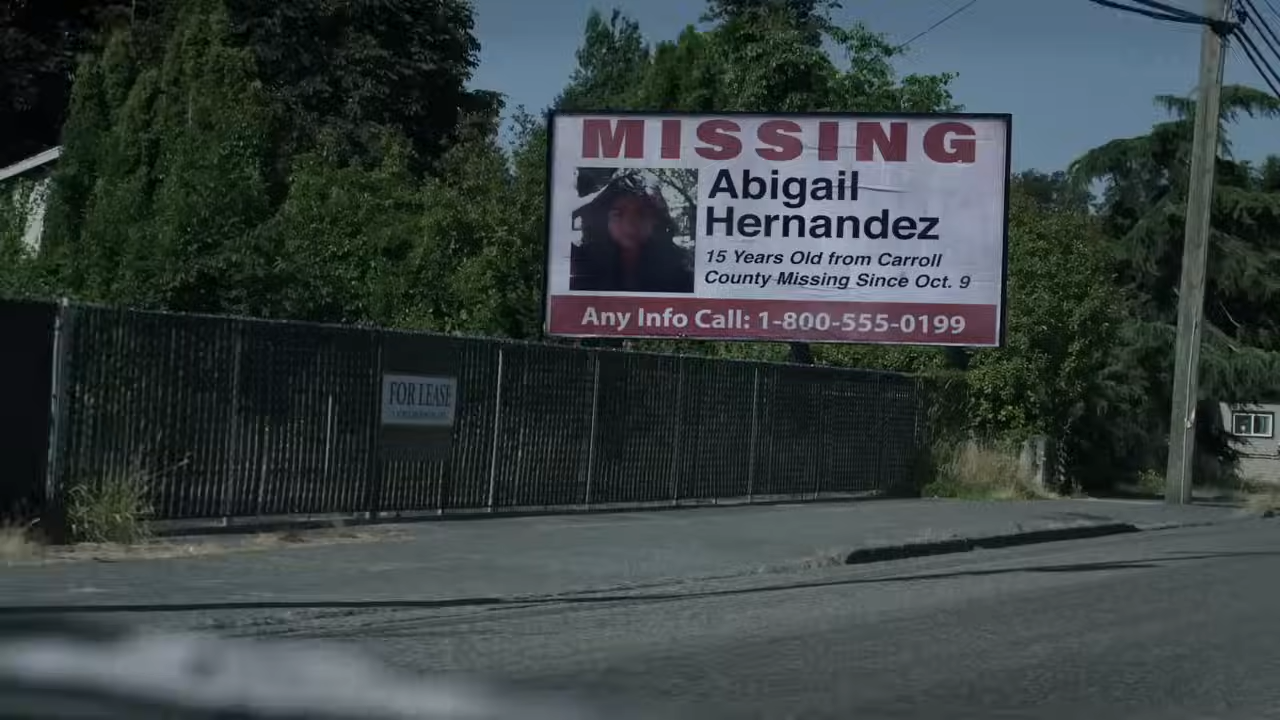 MISSING
Abigail
Hernandez
15 Years Old from Carroll
County Missing Since Oct. 9
Any Info Call: 1-800-555-0199
FOR LEASE